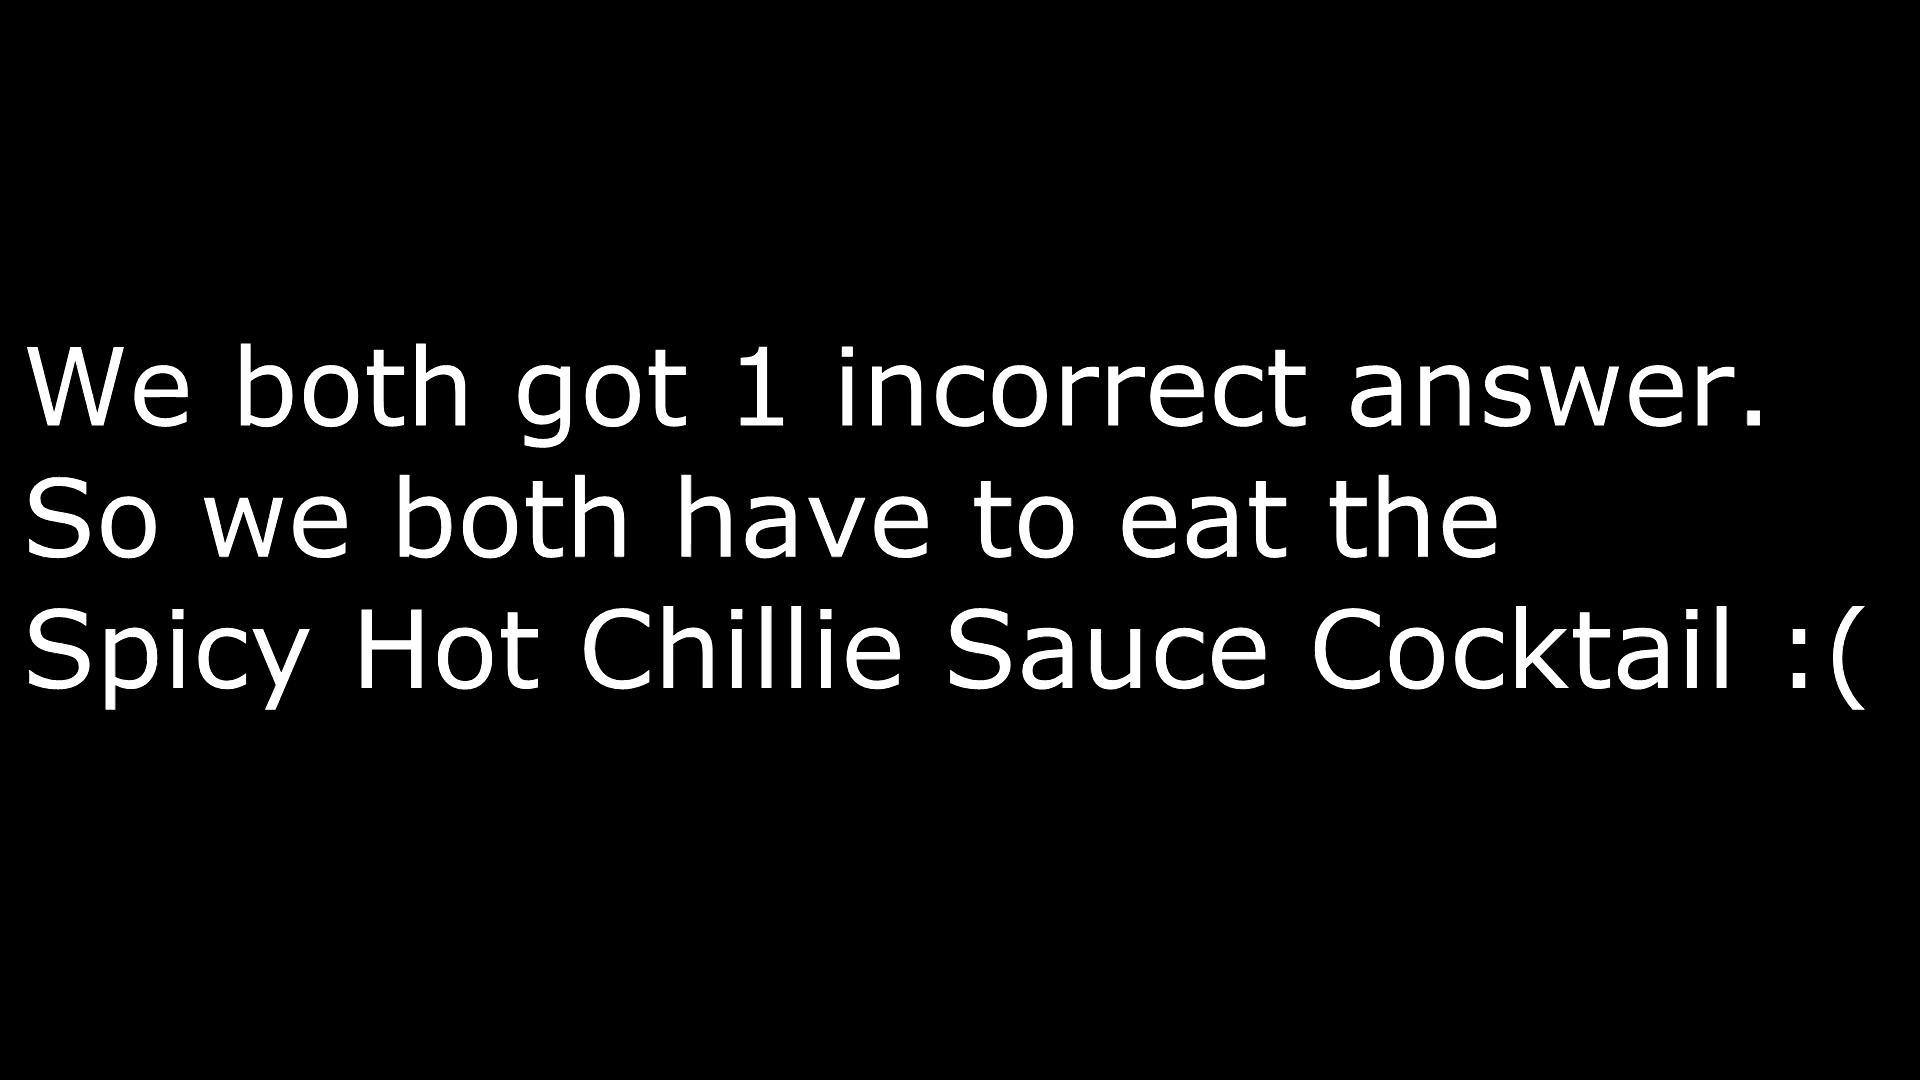 We both got 1 incorrect answer.
So we both have to eat the
Spicy Hot Chillie Sauce Cocktail :(